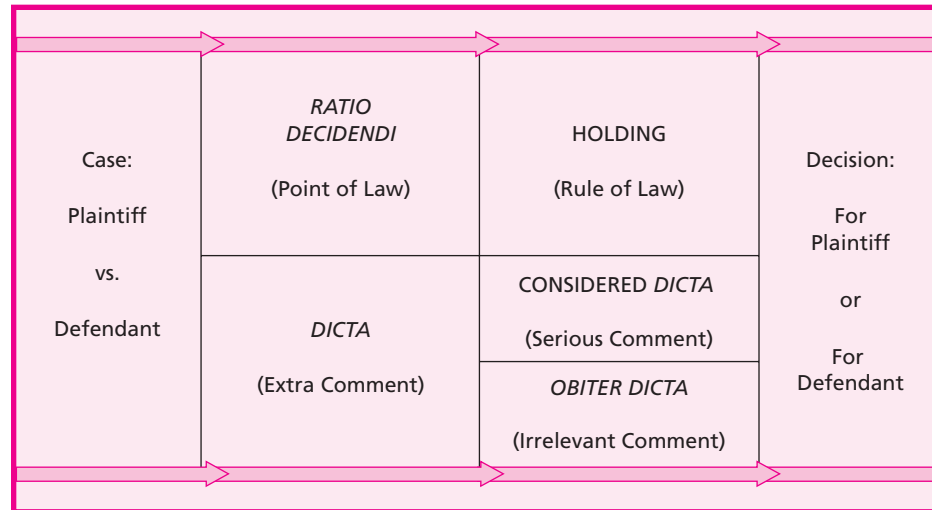 Case:
Plaintiff
vs.
Defendant
RATIO
DECIDENDI
(Point of Law)
DICTA
(Extra Comment)
HOLDING
(Rule of Law)
CONSIDERED DICTA
(Serious Comment)
OBITER DICTA
(Irrelevant Comment)
Decision:
For
Plaintiff
or
For
Defendant